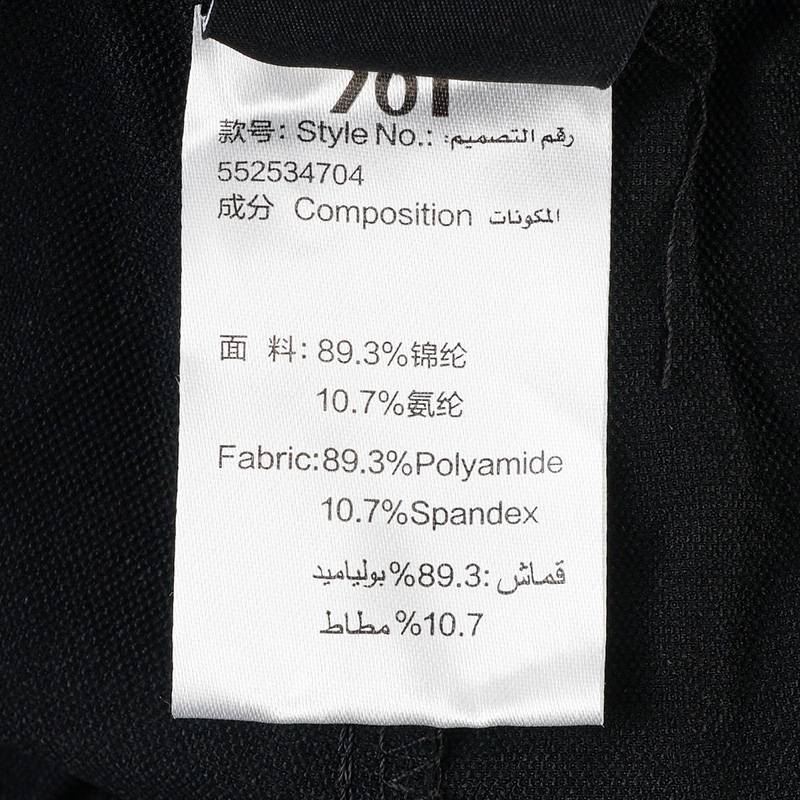 款号: Style No.: رقم التصميم:
552534704
成分 Composition المكونات
面 料: 89.3%锦纶
10.7%氨纶
Fabric:89.3%Polyamide
10.7%Spandex
قماش :89.3%بولياميد
10.7%مطاط